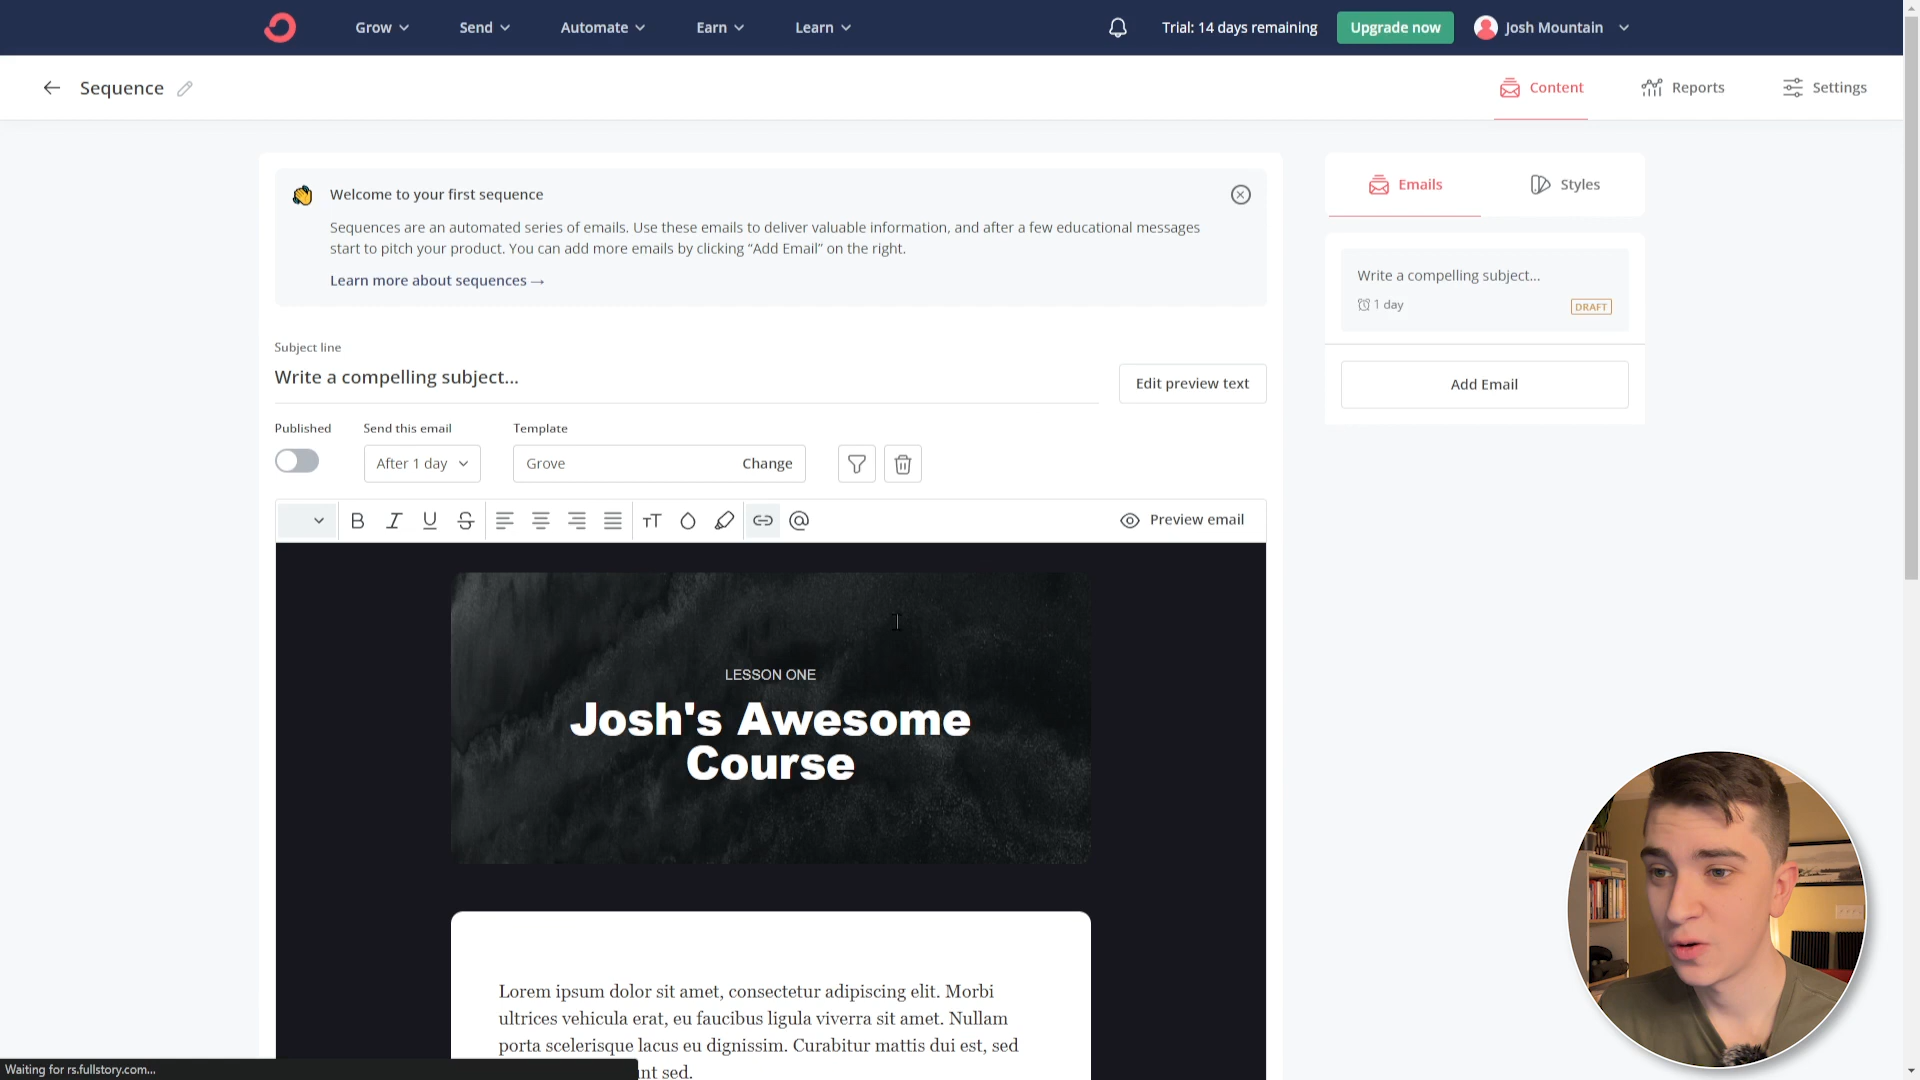 Grow
Send
Automate
Earn
Learn
Trial: 14 days remaining
Upgrade now
Josh Mountain
Sequence
Content
Reports
Settings
Welcome to your first sequence
Sequences are an automated series of emails. Use these emails to deliver valuable information, and after a few educational messages
start to pitch your product. You can add more emails by clicking “Add Email” on the right.
Learn more about sequences →
Emails
Styles
Write a compelling subject...
1 day
DRAFT
Add Email
Subject line
Write a compelling subject...
Edit preview text
Published
Send this email
Template
After 1 day
Grove
Change
Preview email
LESSON ONE
Josh's Awesome
Course
Lorem ipsum dolor sit amet, consectetur adipiscing elit. Morbi
ultrices vehicula erat, eu faucibus ligula viverra sit amet. Nullam
porta scelerisque lacus eu dignissim. Curabitur mattis dui est, sed
sed.
Waiting for rs.fullstory.com...